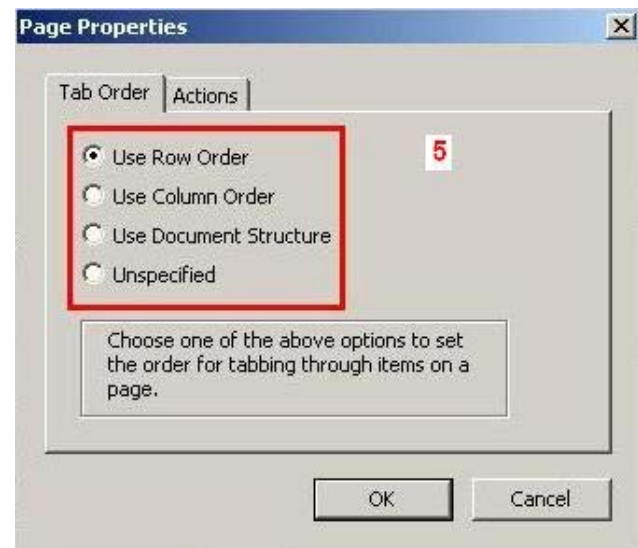 Page Properties
Tab Order Actions
Use Row Order 5
Use Column Order
Use Document Structure
Unspecified
Choose one of the above options to set
the order for tabbing through items on a
page.
OK Cancel